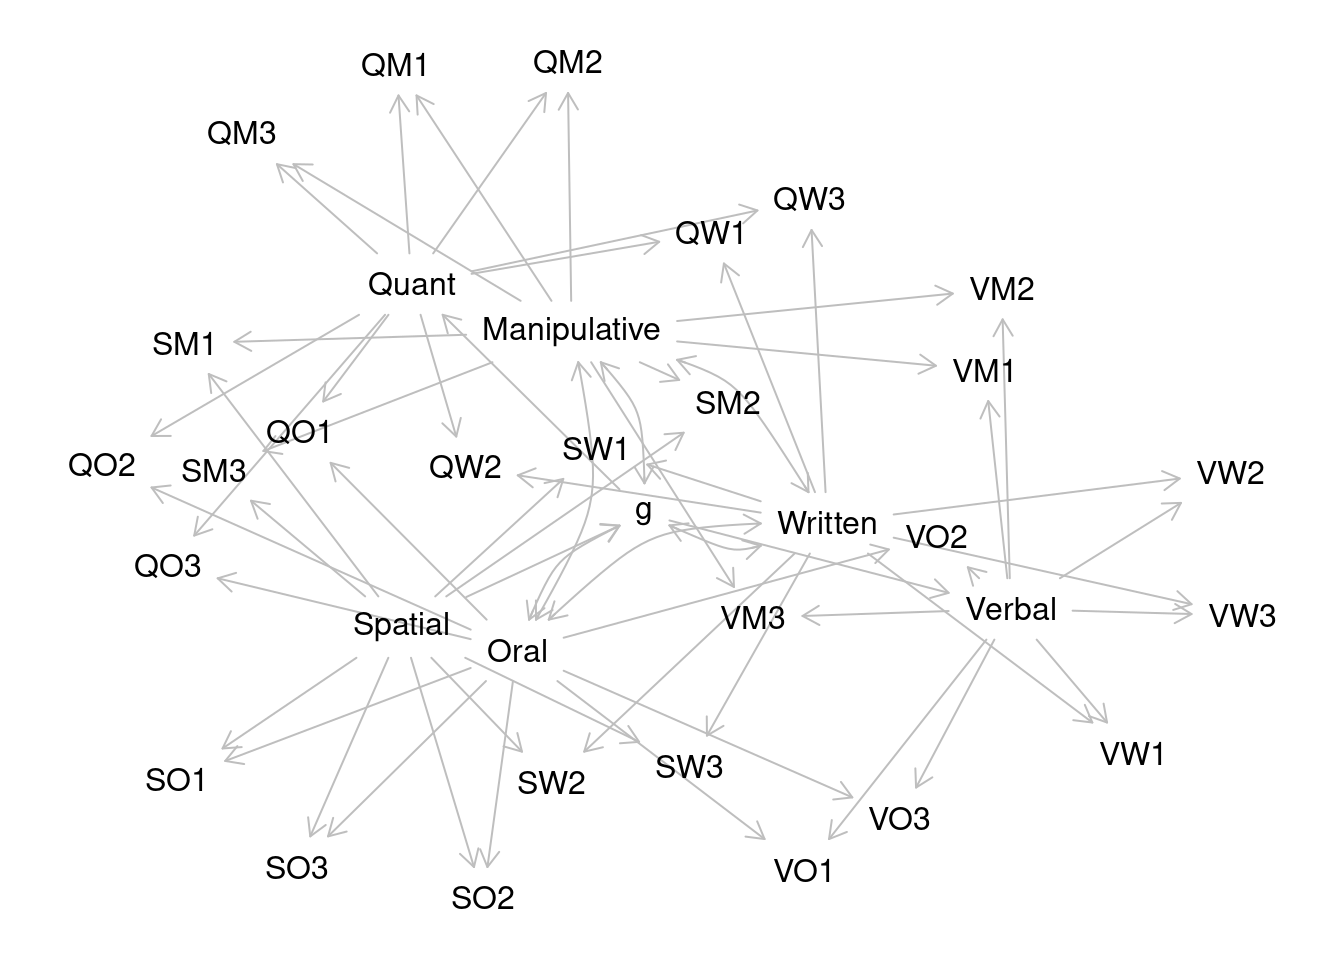 QM1
QM2
QM3
QW3
QW1
Quant
VM2
Manipulative
SM1
VM1
SM2
QO1
SW1
QO2
SM3
QW2
VW2
g
Written
VO2
QO3
Verbal
VM3
VW3
Spatial
Oral
VW1
SO1
SW2
SW3
VO3
SO3
VO1
SO2